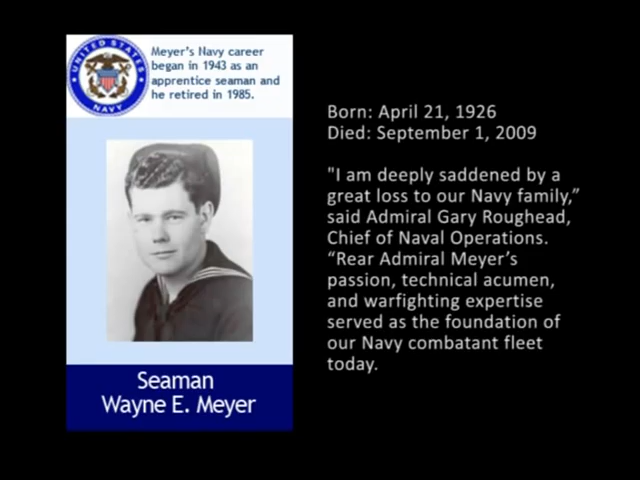 UNITED STATES
NAVY
Meyer's Navy career
began in 1943 as an
apprentice seaman and
he retired in 1985.
Seaman
Wayne E. Meyer
Born: April 21, 1926
Died: September 1, 2009
"I am deeply saddened by a
great loss to our Navy family,”
said Admiral Gary Roughead,
Chief of Naval Operations.
“Rear Admiral Meyer’s
passion, technical acumen,
and warfighting expertise
served as the foundation of
our Navy combatant fleet
today.